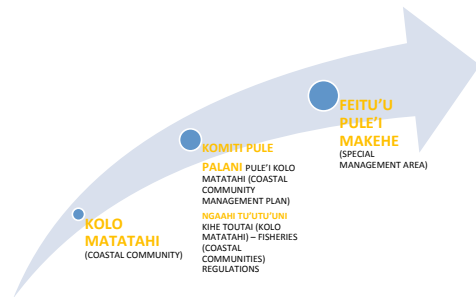 KOLO
MATATAHI
(COASTAL COMMUNITY)
KOMITI PULE
PALANI PULE'I KOLO
MATATAHI (COASTAL
COMMUNITY
MANAGEMENT PLAN)
NGAAHI TU'UTU'UNI
KIHE TOUTAI (KOLO
MATATAHI) – FISHERIES
(COASTAL
COMMUNITIES)
REGULATIONS
FEITU'U
PULE'I
MAKEHE
(SPECIAL
MANAGEMENT AREA)